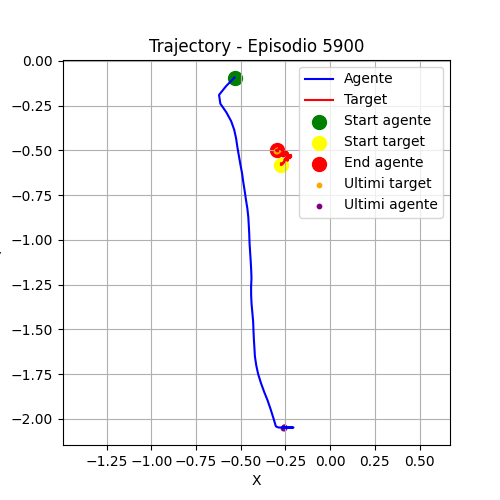 Trajectory - Episodio 5900
Agente
Target
Start agente
Start target
End agente
Ultimi target
Ultimi agente
0.00
−0.25
−0.50
−0.75
−1.00
−1.25
−1.50
−1.75
−2.00
−1.25 −1.00 −0.75 −0.50 −0.25 0.00 0.25 0.50
X